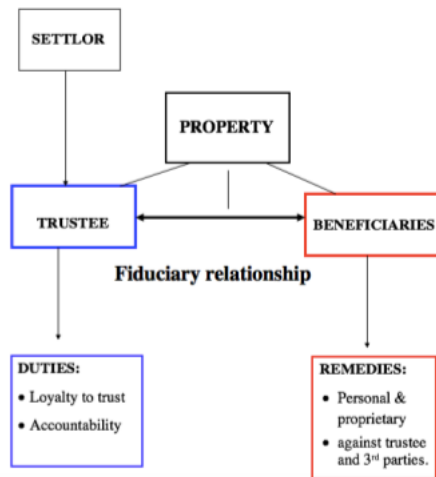 SETTLOR
PROPERTY
TRUSTEE
BENEFICIARIES
Fiduciary relationship
DUTIES:
• Loyalty to trust
• Accountability
REMEDIES:
• Personal &
proprietary
• against trustee
and 3rd parties.